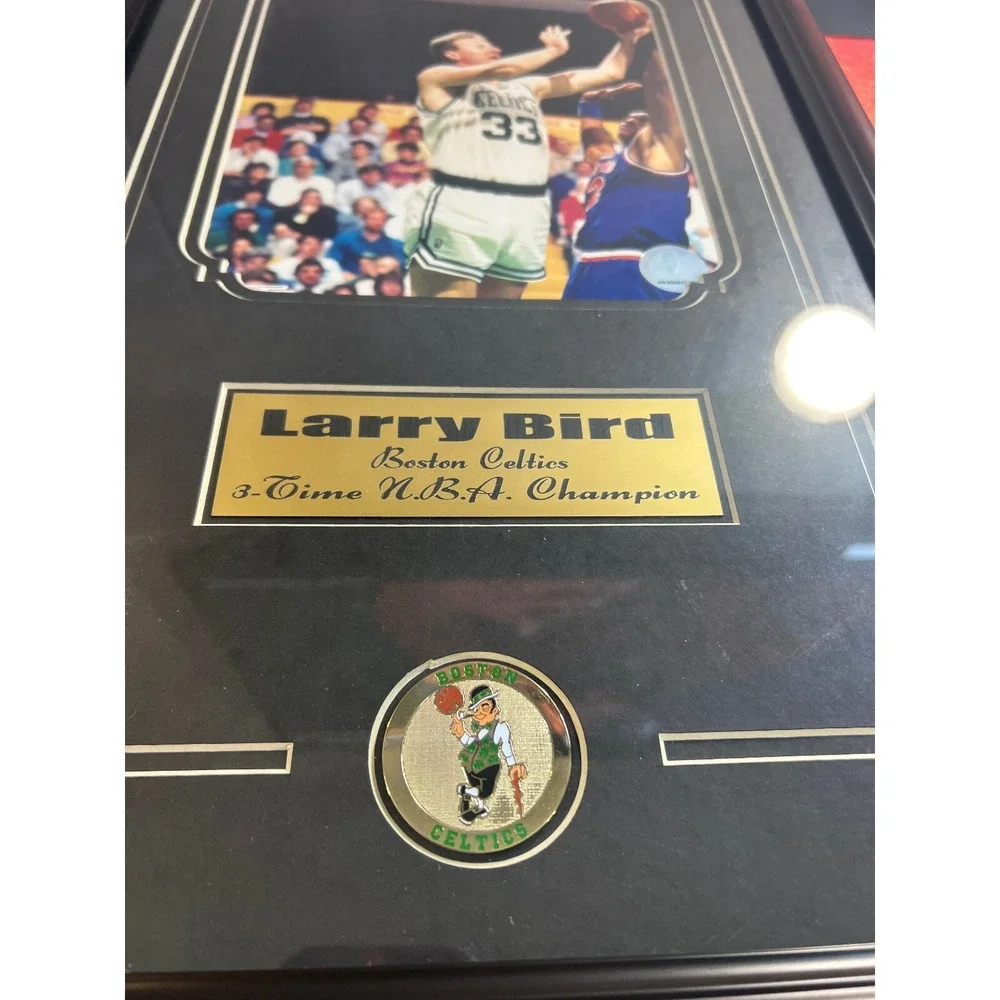 CELTICS
33
Larry Bird
Boston Celtics
3-Time N.B.A. Champion
BOSTON
CELTICS